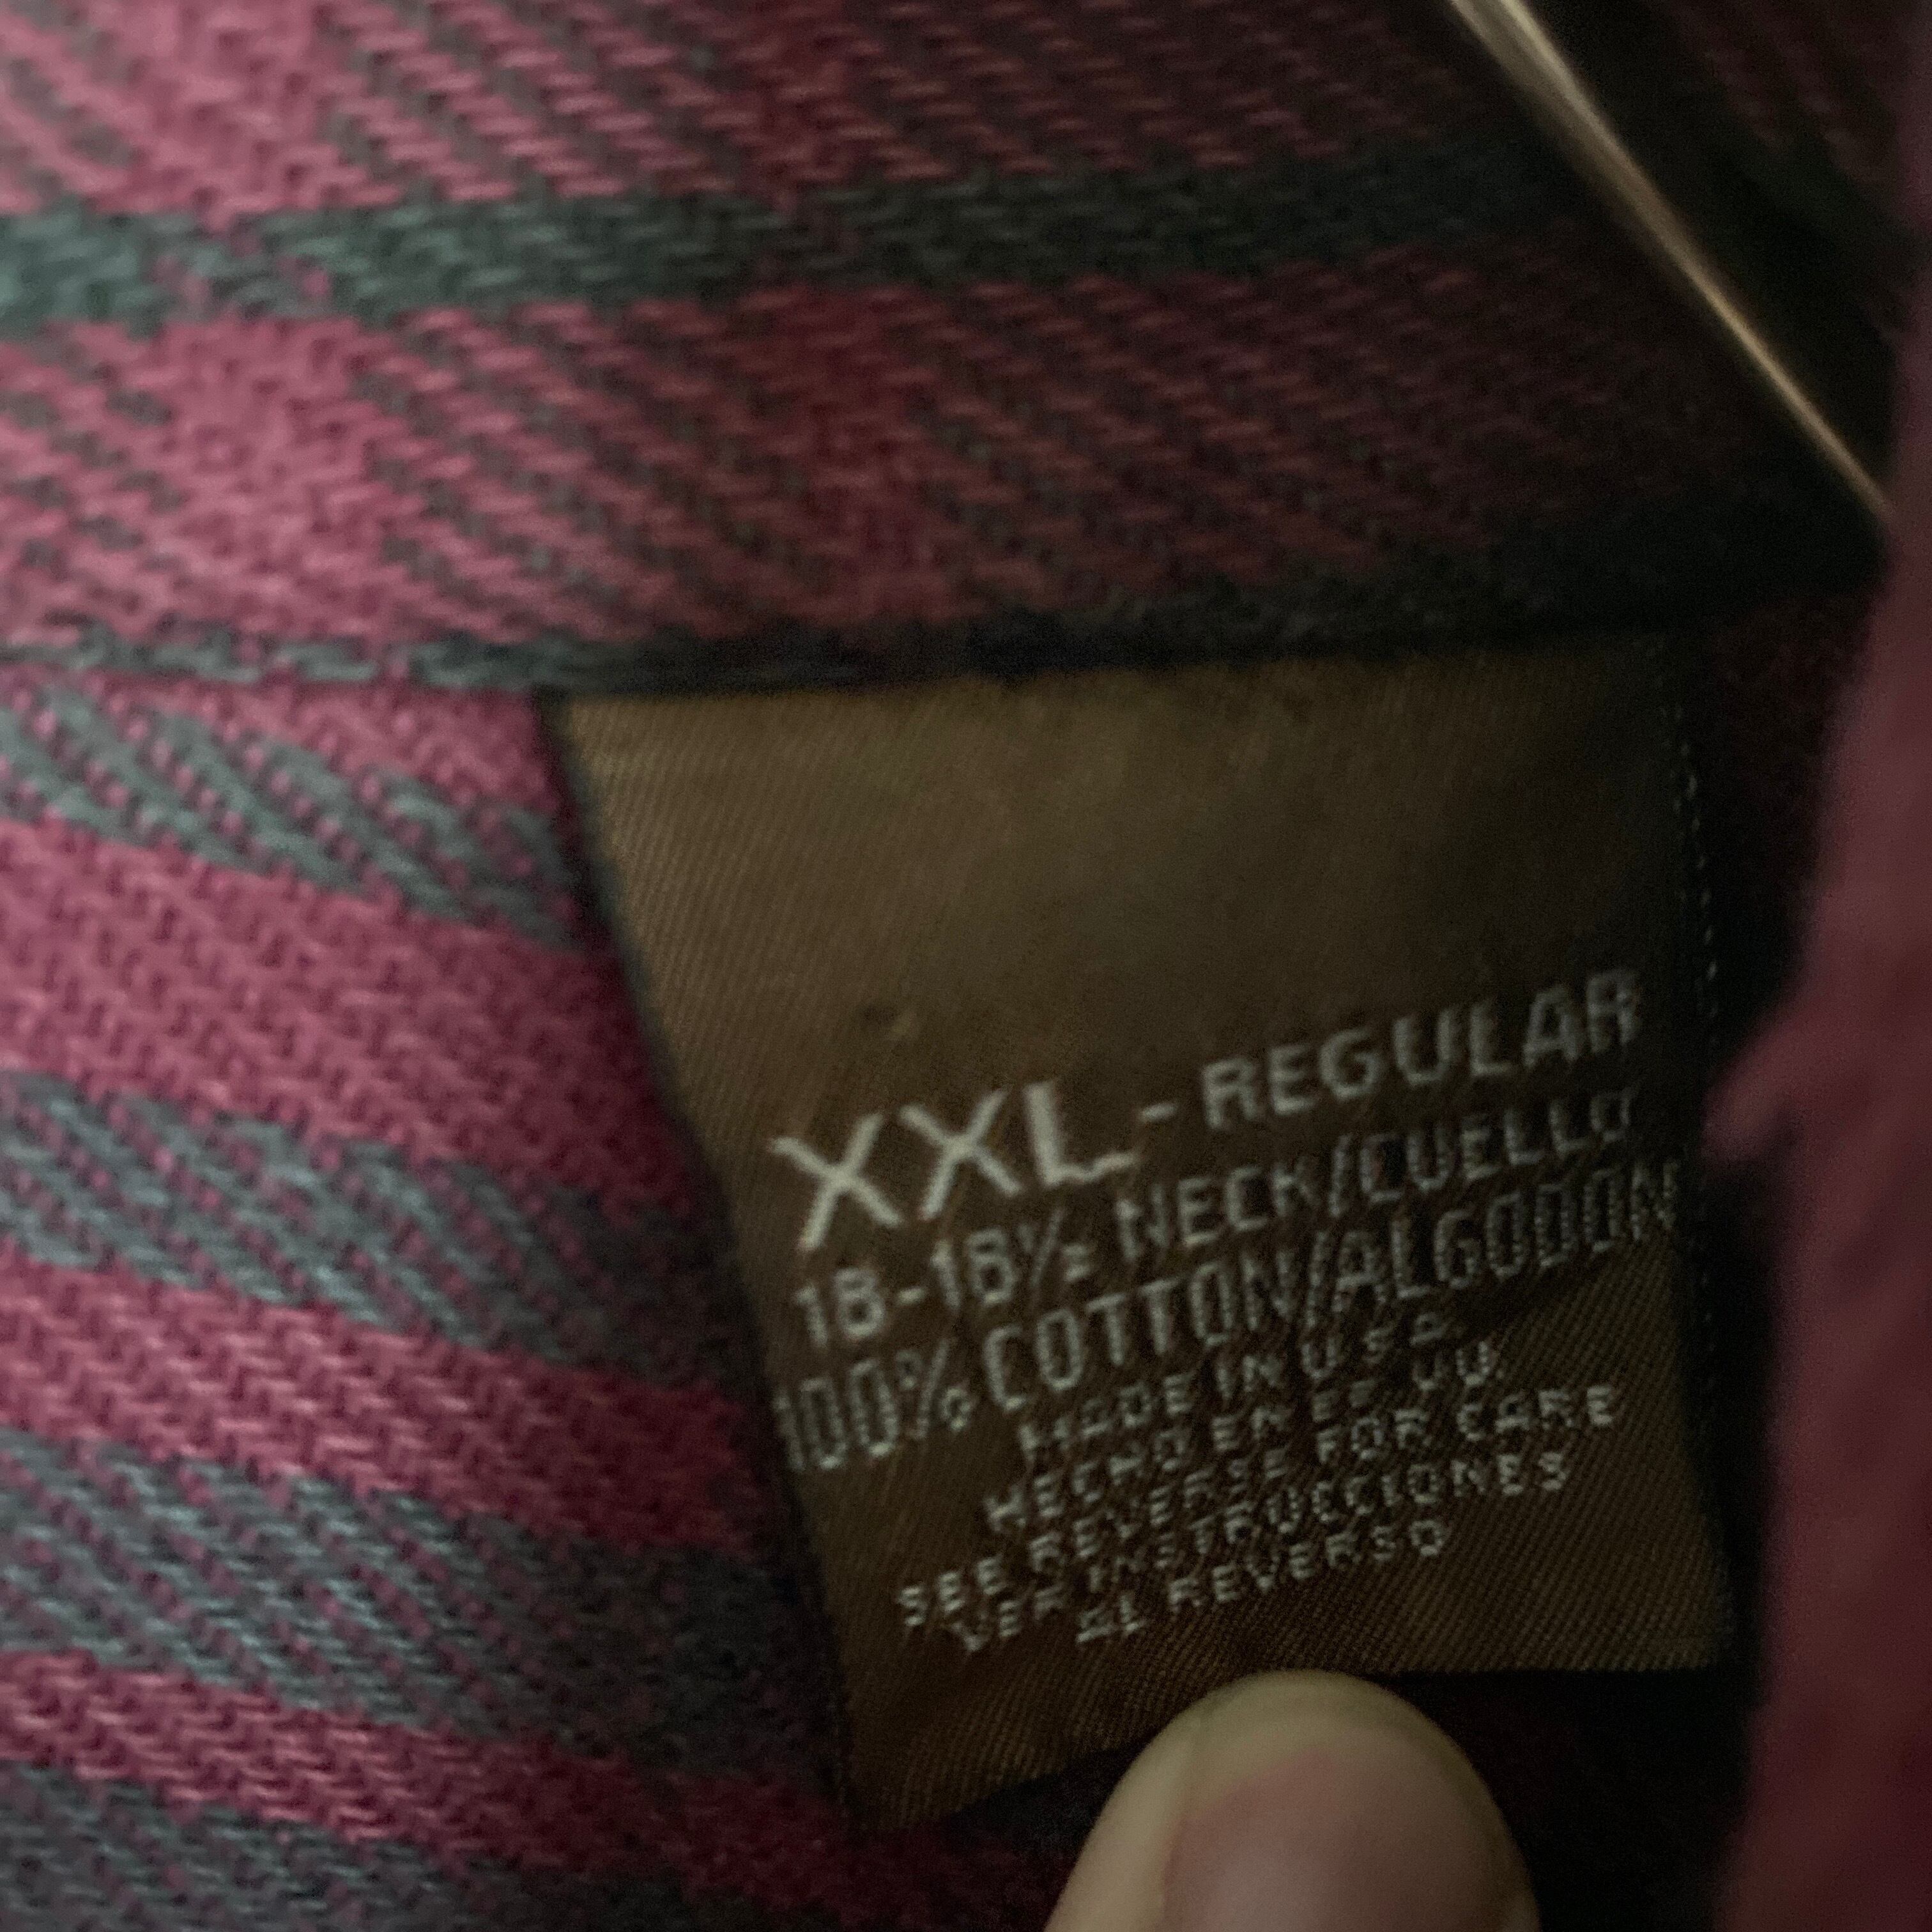 XXL - REGULAR
18-18½ NECK/CUELLO
100% COTTON/ALGODON
MADE IN U.S.A.
HECHO EN EE.UU.
SEE REVERSE FOR CARE
VER INSTRUCCIONES
AL REVERSO